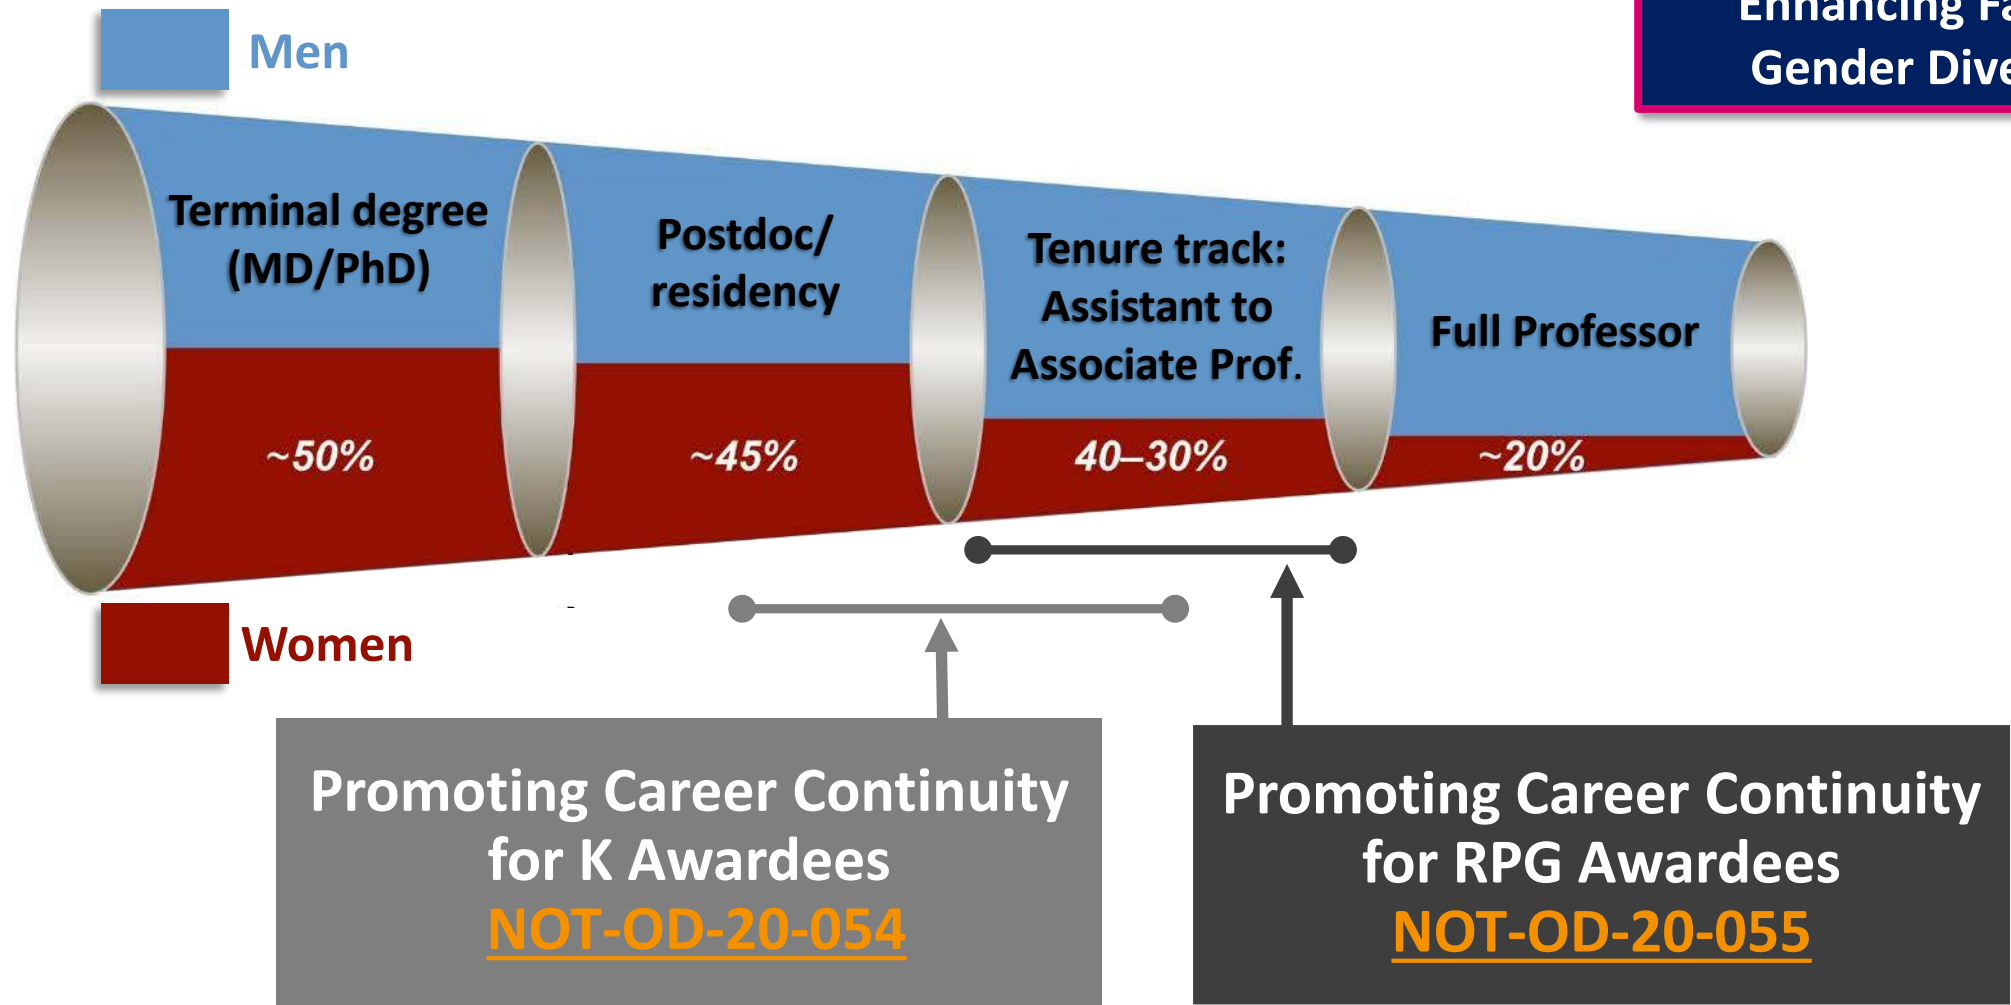 Men
Enhancing Fa
Gender Dive
Terminal degree
(MD/PhD)
Postdoc/
residency
Tenure track:
Assistant to
Associate Prof.
Full Professor
~50%
~45%
40–30%
~20%
Women
Promoting Career Continuity
for K Awardees
NOT-OD-20-054
Promoting Career Continuity
for RPG Awardees
NOT-OD-20-055